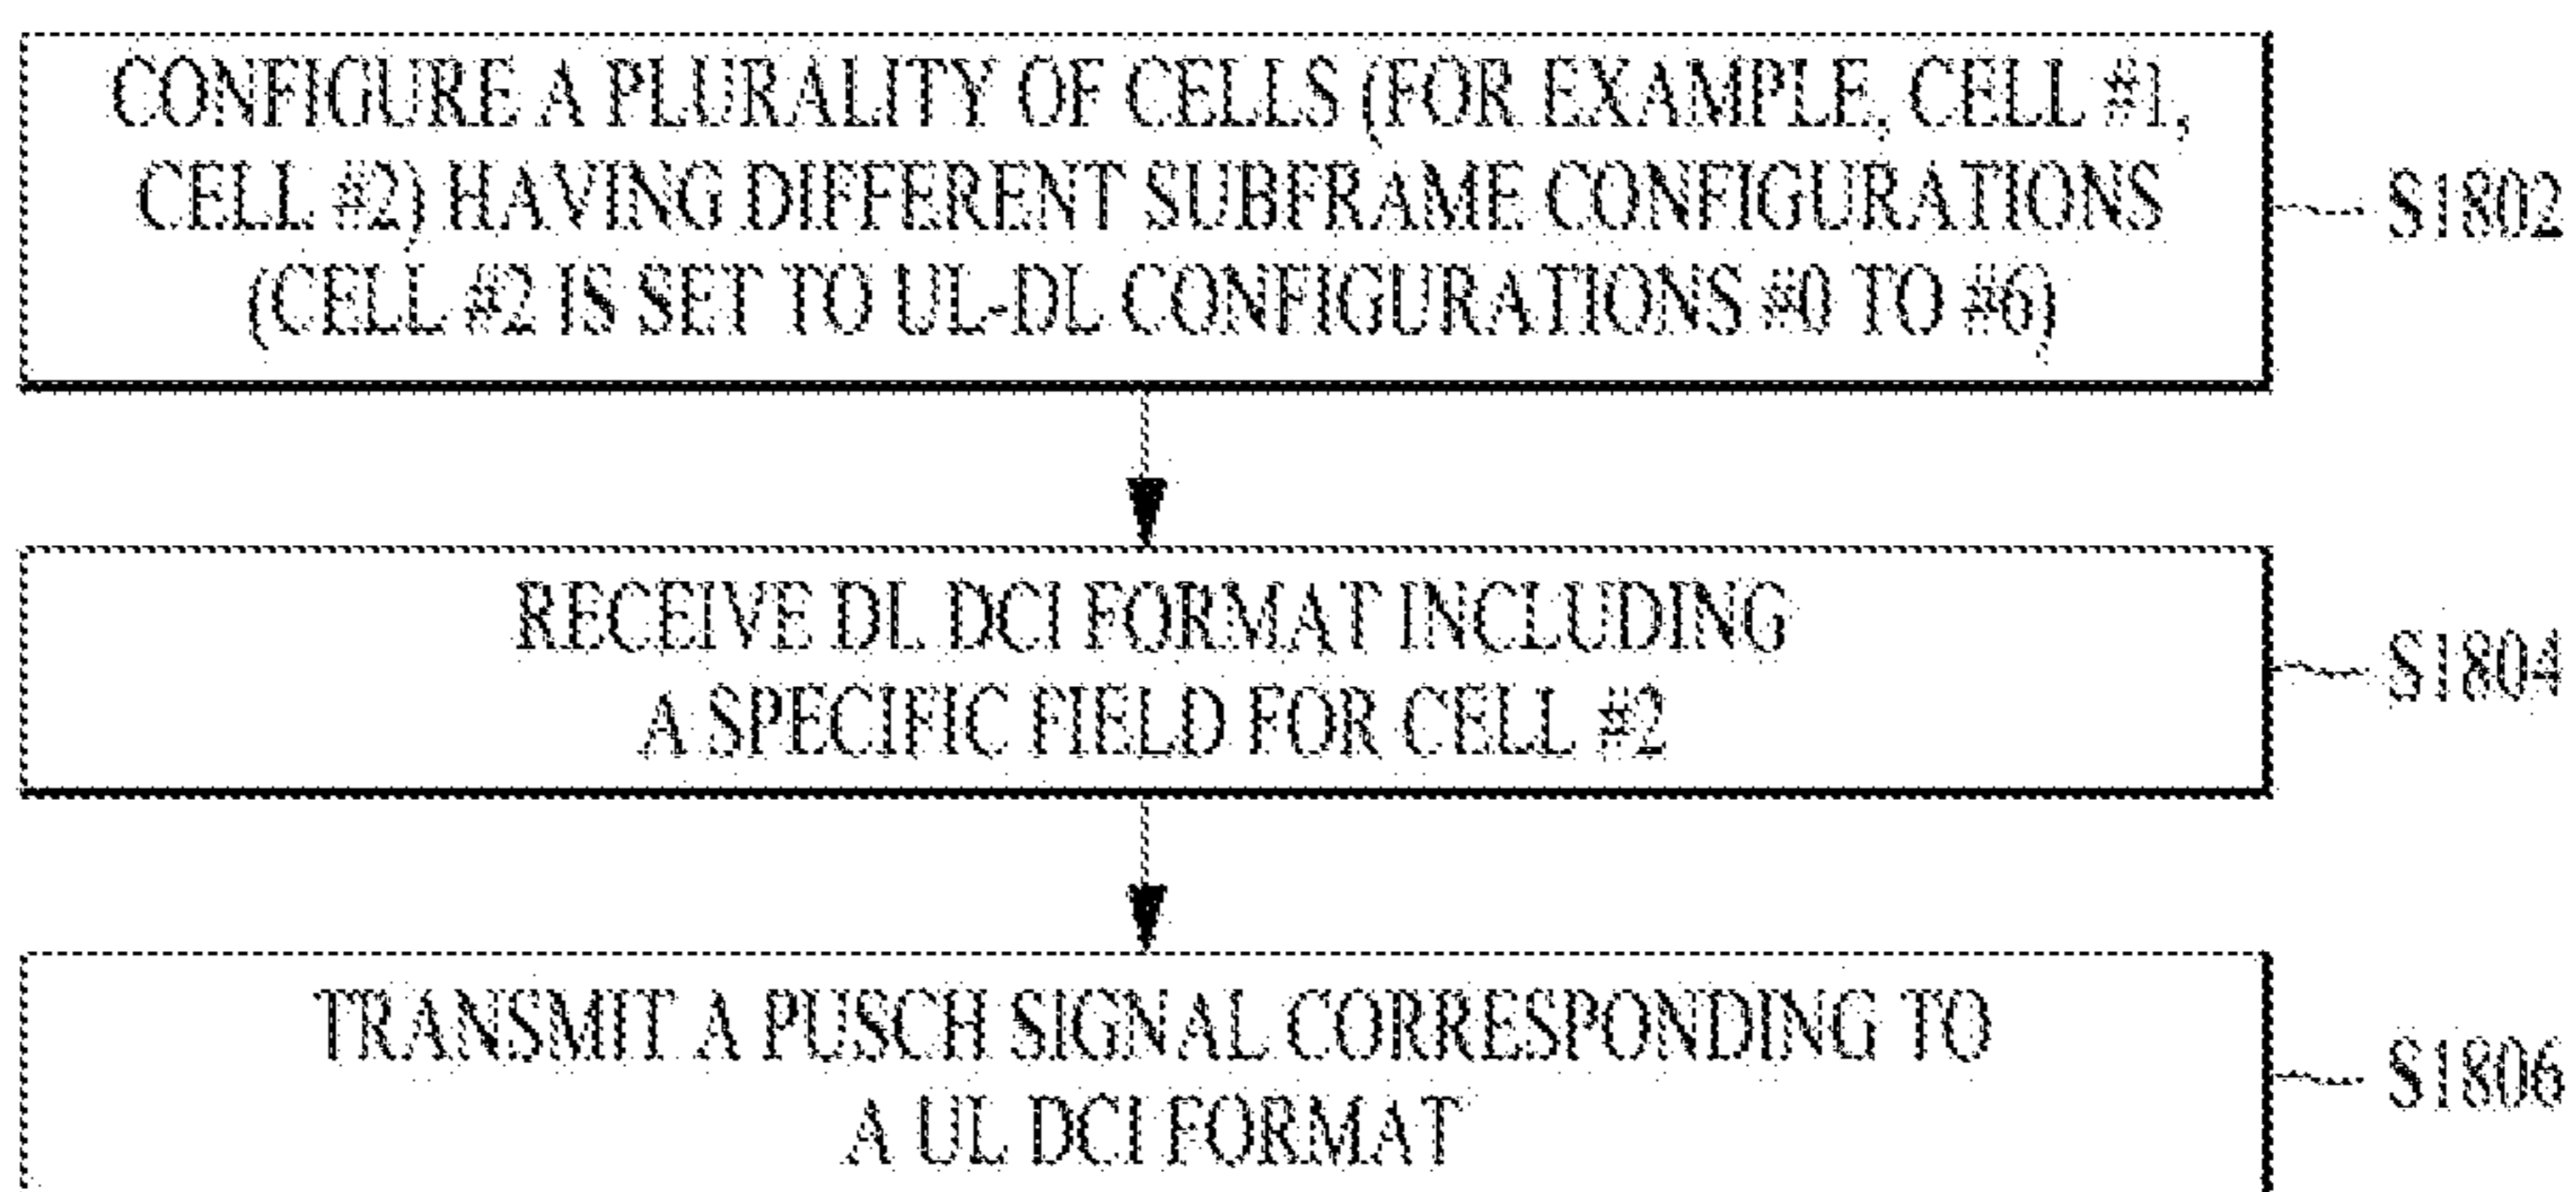 CONFIGURE A PLURALITY OF CELLS (FOR EXAMPLE, CELL #1,
CELL #2) HAVING DIFFERENT SUBFRAME CONFIGURATIONS
(CELL #2 IS SET TO UL-DL CONFIGURATIONS #0 TO #6)
S1802
RECEIVE DL DCI FORMAT INCLUDING
A SPECIFIC FIELD FOR CELL #2
S1804
TRANSMIT A PUSCH SIGNAL CORRESPONDING TO
A UL DCI FORMAT
S1806